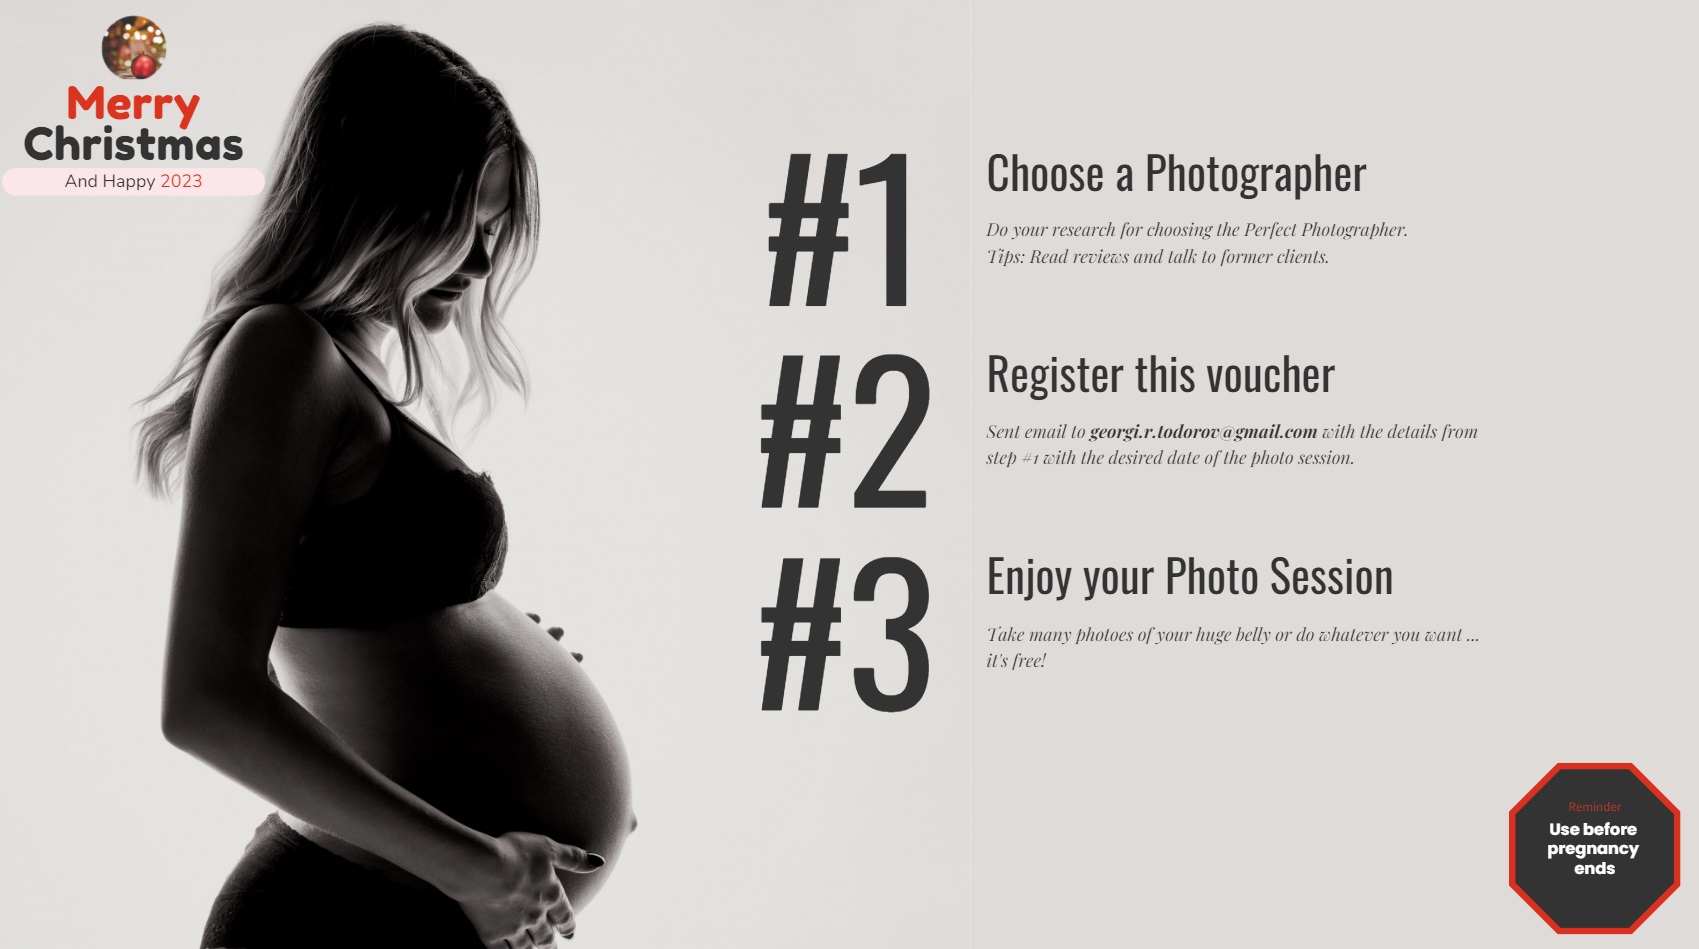 Merry
Christmas
And Happy 2023
#1
Choose a Photographer
Do your research for choosing the Perfect Photographer.
Tips: Read reviews and talk to former clients.
#2
Register this voucher
Sent email to georgi.r.todorov@gmail.com with the details from
step #1 with the desired date of the photo session.
#3
Enjoy your Photo Session
Take many photoes of your huge belly or do whatever you want ...
it's free!
Reminder
Use before
pregnancy
ends